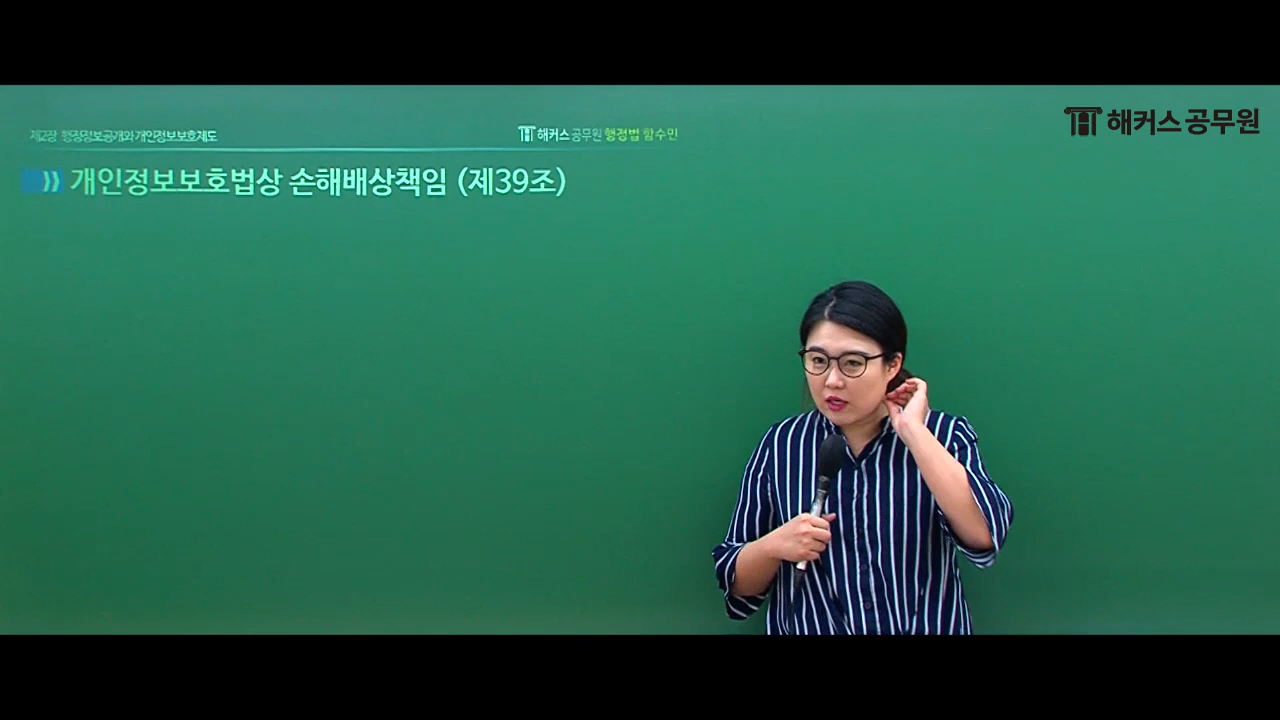 제2장 행정정보공개와 개인정보보호제도
해커스공무원 행정법 함수민
해커스공무원
》 개인정보보호법상 손해배상책임 (제39조)